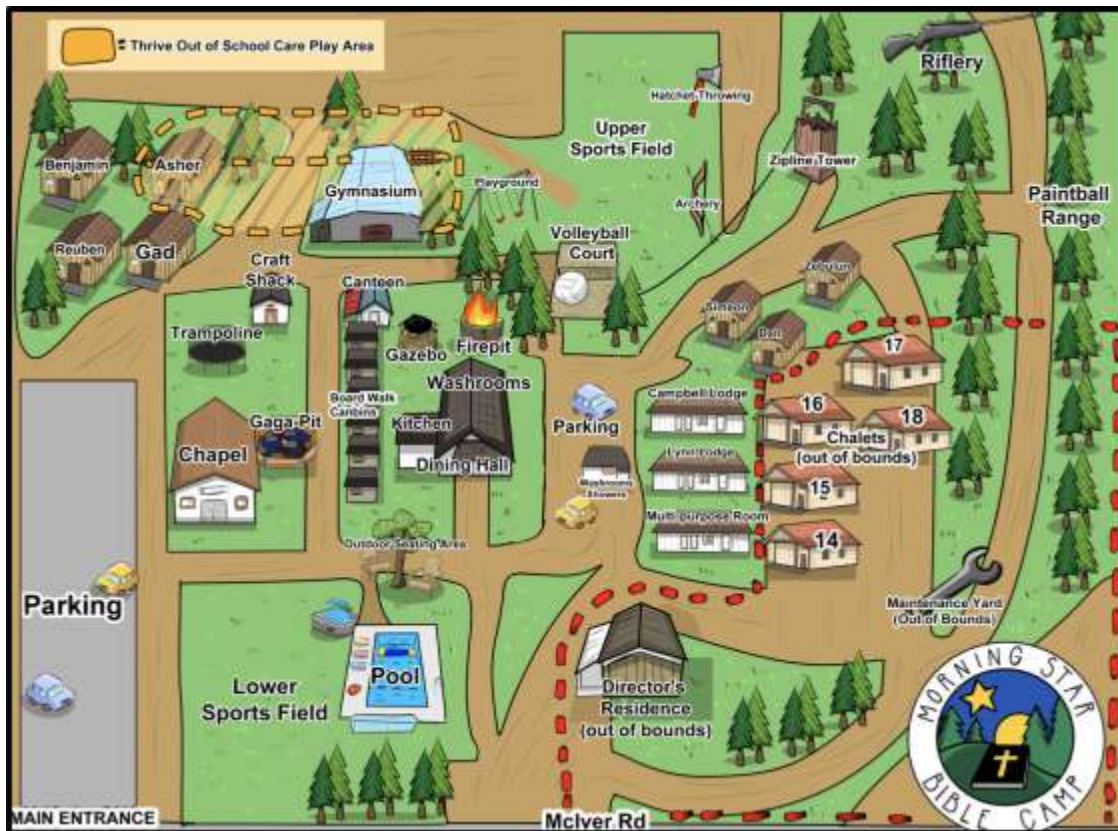 = Thrive Out of School Care Play Area
Riflery
Hatchet Throwing
Upper
Sports Field
Zipline Tower
Benjamin
Asher
Gymnasium
Playground
Archery
Paintball
Range
Reuben
Gad
Volleyball
Court
Craft
Shack
Canteen
Zebulun
Simeon
Dan
Trampoline
Gazebo
Firepit
17
Washrooms
Board Walk
Campbell Lodge
16
18
Chapel
Gaga-Pit
Kitchen
Parking
Chalets
(out of bounds)
Dining Hall
Lynn Lodge
15
Washrooms
Showers
Multi-purpose Room
14
Outdoor Seating Area
Parking
Maintenance Yard
(Out of Bounds)
Pool
Lower
Sports Field
Director's
Residence
(out of bounds)
MORNING STAR
BIBLE CAMP
MAIN ENTRANCE
McIver Rd